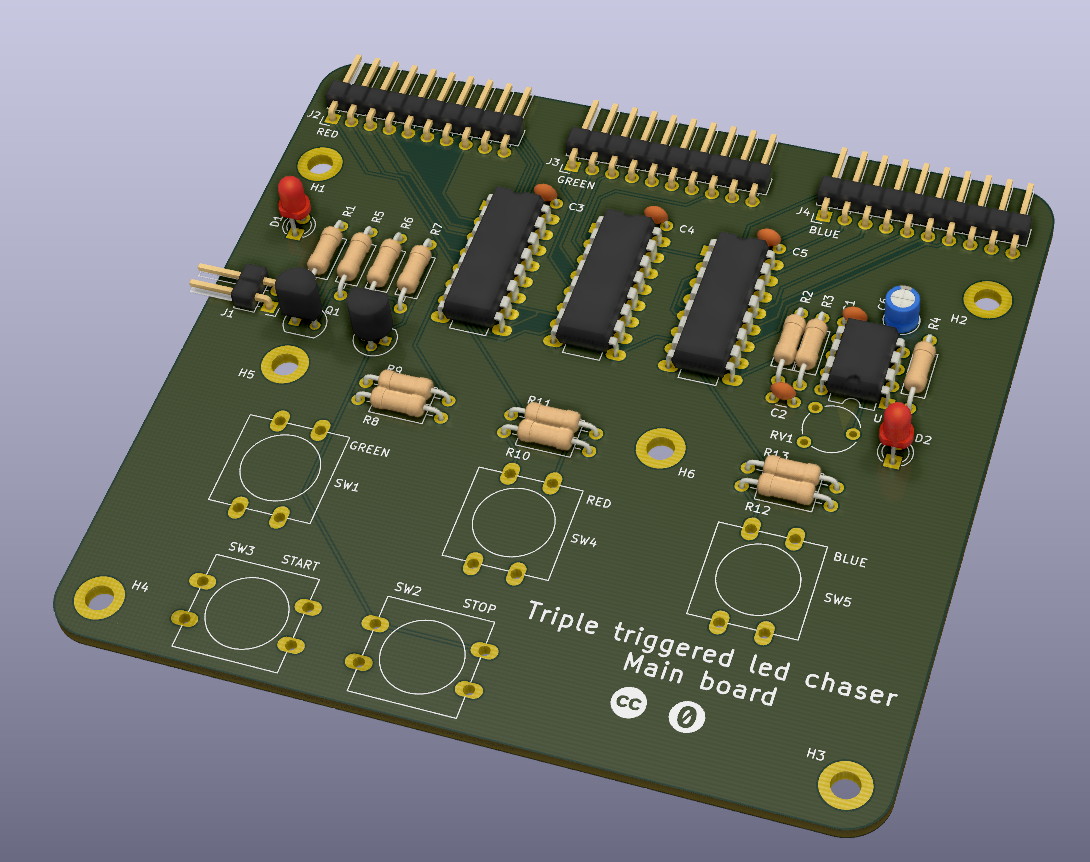 J2
RED
J3
GREEN
J4
BLUE
H1
D1
R1
R5
R6
R7
C3
C4
C5
J1
Q1
R2
R3
C1
R4
H2
H5
R9
R8
R11
R10
C2
RV1
U
D2
H6
R13
R12
GREEN
SW1
RED
SW4
BLUE
SW5
H4
SW3
START
SW2
STOP
Triple triggered led chaser
Main board
cc
0
H3